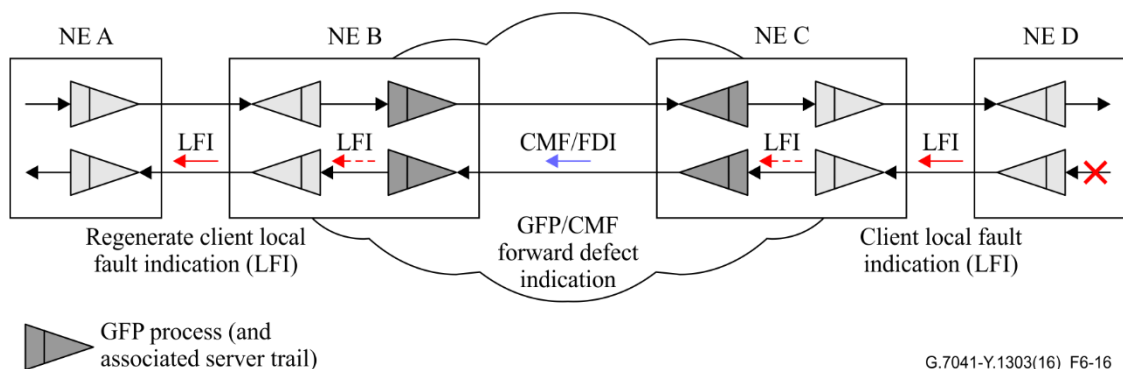 NE A
NE B
NE C
NE D
LFI
LFI
CMF/FDI
LFI
LFI
Regenerate client local
fault indication (LFI)
GFP/CMF
forward defect
indication
Client local fault
indication (LFI)
GFP process (and
associated server trail)
G.7041-Y.1303(16)_F6-16